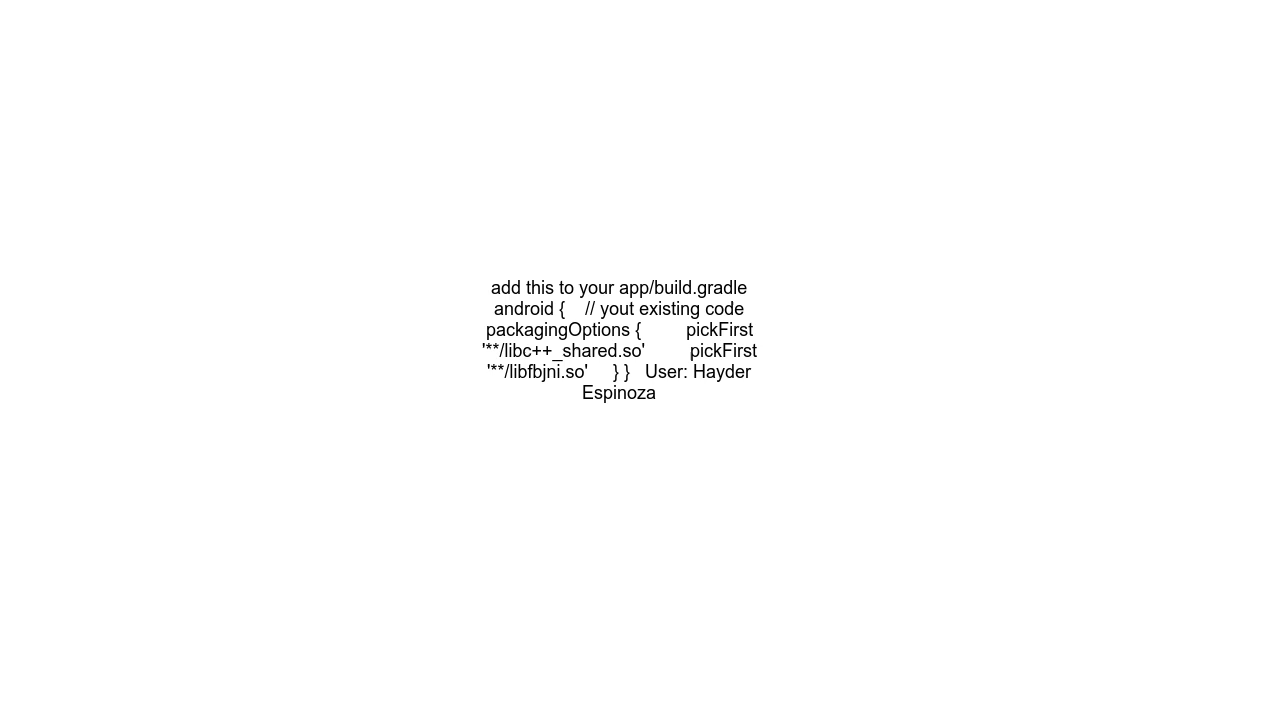 add this to your app/build.gradle
android {    // yout existing code
packagingOptions {         pickFirst
'**/libc++_shared.so'         pickFirst
'**/libfbjni.so'     } }   User: Hayder
Espinoza